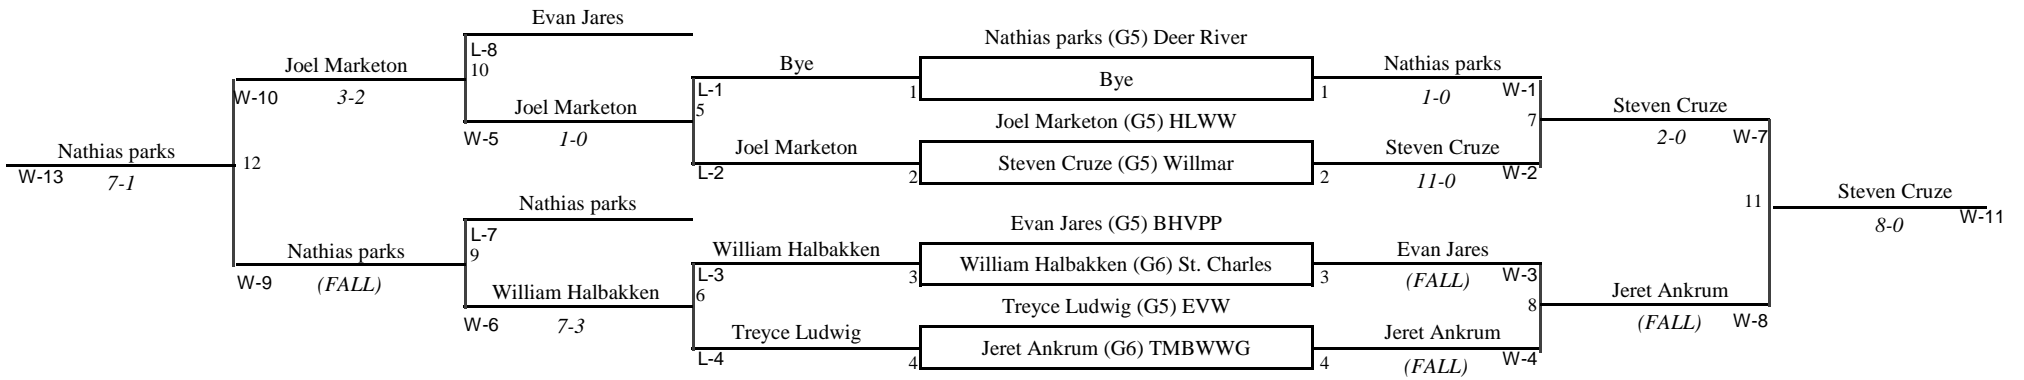 Evan Jares
Nathias parks (G5) Deer River
L-8
10
Joel Marketon
Bye
Bye
Nathias parks
W-10
3-2
L-1
1
1
1-0
W-1
Joel Marketon
5
Joel Marketon (G5) HLWW
7
Steven Cruze
W-5
1-0
2-0
W-7
Nathias parks
12
Joel Marketon
Steven Cruze (G5) Willmar
Steven Cruze
W-13
7-1
L-2
2
2
11-0
W-2
Nathias parks
11
Steven Cruze
Evan Jares (G5) BHVPP
8-0
W-11
L-7
9
Nathias parks
William Halbakken
William Halbakken (G6) St. Charles
Evan Jares
W-9
(FALL)
L-3
3
3
(FALL)
W-3
William Halbakken
6
Treyce Ludwig (G5) EVW
8
Jeret Ankrum
W-6
7-3
(FALL)
W-8
Treyce Ludwig
Jeret Ankrum (G6) TMBWWG
Jeret Ankrum
L-4
4
4
(FALL)
W-4